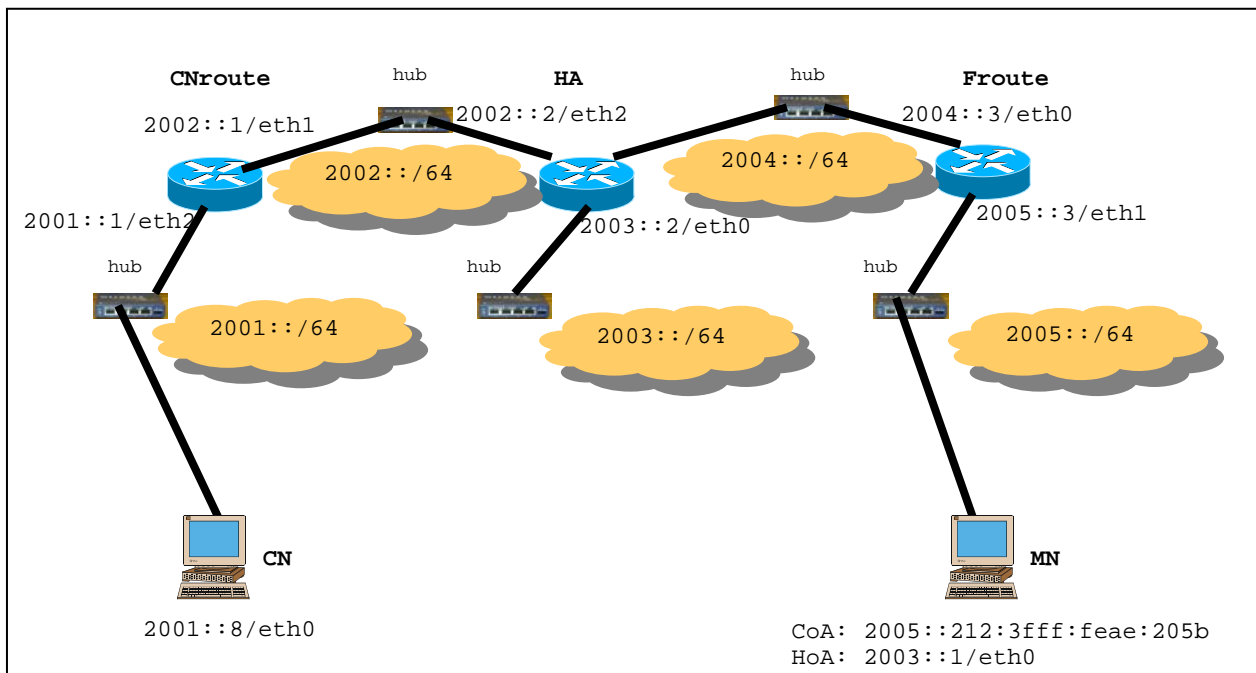 CNroute
hub
HA
hub
Froute
2002::1/eth1
2002::2/eth2
2004::3/eth0
2002::/64
2004::/64
2001::1/eth2
2003::2/eth0
2005::3/eth1
hub
hub
hub
2001::/64
2003::/64
2005::/64
CN
MN
2001::8/eth0
CoA: 2005::212:3fff:feae:205b
HoA: 2003::1/eth0